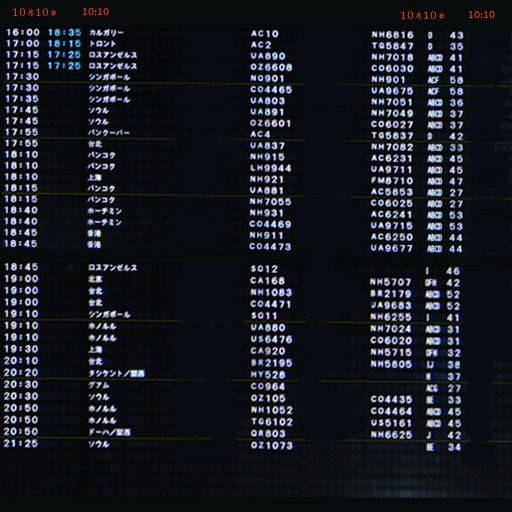 10月10日 10:10 10月10日 10:10
16:00 18:35 カルガリー AC10 NH6816 D 43
17:00 18:15 トロント AC2 TG5847 D 35
17:15 17:25 ロスアンゼルス UA890 NH7018 ABCD 41
17:15 17:25 ロスアンゼルス OZ6608 CO6030 ABCD 41
17:30 シンガポール NQ901 NH901 ACF 58
17:30 シンガポール CO4465 UA9675 ACF 58
17:35 シンガポール UA803 NH7051 ABCD 36
17:45 ソウル UA891 NH7049 ABCD 37
17:45 ソウル OZ6601 CO6027 ABCD 37
17:55 バンクーバー AC4 TG5837 D 42
17:55 台北 UA837 NH7082 ABCD 33
18:10 バンコク NH915 AC6231 ABCD 45
18:10 バンコク LH9944 UA9711 ABCD 45
18:10 上海 NH921 FM8710 ABCD 47
18:15 バンコク UA881 AC5853 ABCD 27
18:15 バンコク NH7055 CO6025 ABCD 27
18:40 ホーチミン NH931 AC6241 ABCD 53
18:40 ホーチミン CO4469 UA9715 ABCD 53
18:45 香港 NH911 AC6250 ABCD 44
18:45 香港 CO4473 UA9677 ABCD 44
18:45 ロスアンゼルス SQ12 I 46
19:00 北京 CA168 NH5707 DFH 42
19:00 台北 NH1083 BR2179 ABCD 52
19:00 台北 CO4471 UA9683 ABCD 52
19:10 シンガポール SQ11 NH6255 I 41
19:10 ホノルル UA880 NH7024 ABCD 31
19:10 ホノルル US6476 CO6020 ABCD 31
19:30 上海 CA920 NH5715 DFH 32
20:10 台北 BR2195 NH5805 IJ 38
20:20 タシケント/関西 HY528 H 37
20:30 グアム CO964 ACG 27
20:30 ソウル OZ105 CO4435 BE 33
20:50 ホノルル NH1052 CO4464 ABCD 45
20:50 ホノルル TG6102 US5161 ABCD 45
20:50 ドーハ/関西 QR803 NH6625 J 42
21:25 ソウル OZ1073 BE 34